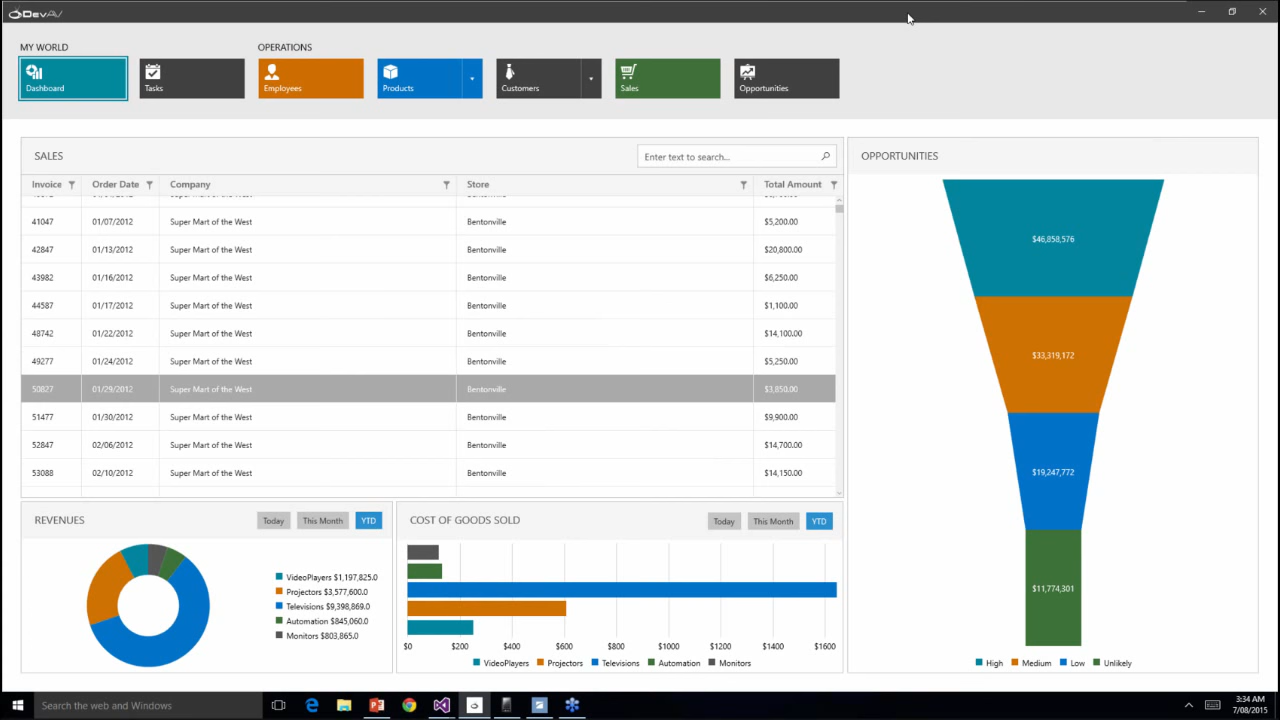 DevAV
MY WORLD
OPERATIONS
Dashboard
Tasks
Employees
Products
Customers
Sales
Opportunities
SALES
Enter text to search...
Invoice Order Date Company Store Total Amount
41047 01/07/2012 Super Mart of the West Bentonville $5,200.00
42847 01/13/2012 Super Mart of the West Bentonville $20,800.00
43982 01/16/2012 Super Mart of the West Bentonville $6,250.00
44587 01/17/2012 Super Mart of the West Bentonville $1,100.00
48742 01/22/2012 Super Mart of the West Bentonville $14,100.00
49277 01/24/2012 Super Mart of the West Bentonville $5,250.00
50827 01/29/2012 Super Mart of the West Bentonville $3,850.00
51477 01/30/2012 Super Mart of the West Bentonville $9,900.00
52847 02/06/2012 Super Mart of the West Bentonville $14,700.00
53088 02/10/2012 Super Mart of the West Bentonville $14,150.00
OPPORTUNITIES
$46,858,576
$33,319,172
$19,247,772
$11,774,301
High Medium Low Unlikely
REVENUES
Today This Month YTD
VideoPlayers $1,197,825.0
Projectors $3,577,600.0
Televisions $9,398,869.0
Automation $845,060.0
Monitors $803,865.0
COST OF GOODS SOLD
Today This Month YTD
$0 $200 $400 $600 $800 $1000 $1200 $1400 $1600
VideoPlayers Projectors Televisions Automation Monitors
Search the web and Windows
3:34 AM
7/08/2015